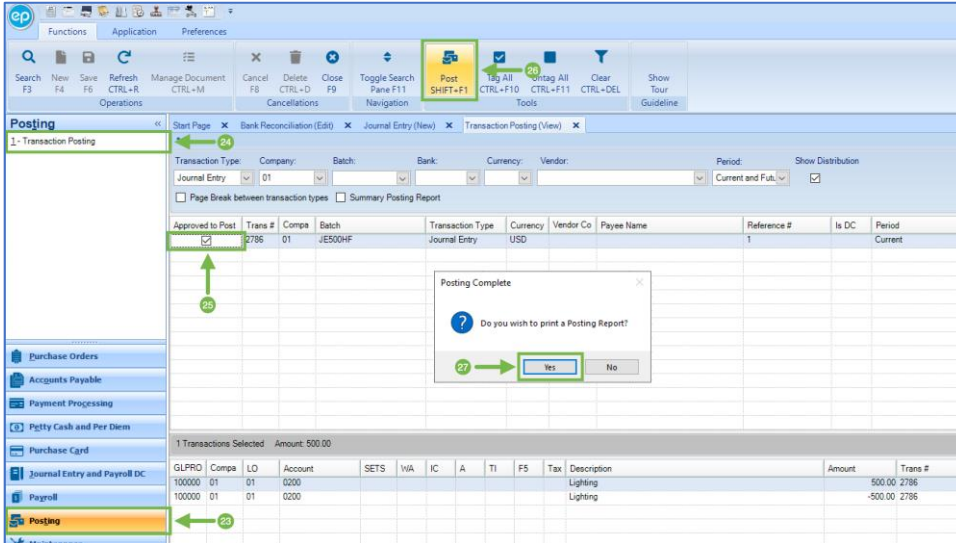 ep
Functions Application Preferences
Search New Save Refresh Manage Document Cancel Delete Close Toggle Search Post Tag All Untag All Clear Show
F3 F4 F6 CTRL+R CTRL+M F8 CTRL+D F9 Pane F11 SHIFT+F1 CTRL+F10 CTRL+F11 CTRL+DEL Tour
Operations Cancellations Navigation Tools Guideline
26
Posting «
Start Page X Bank Reconciliation (Edit) X Journal Entry (New) X Transaction Posting (View) X
1 - Transaction Posting
24
Transaction Type: Company: Batch: Bank: Currency: Vendor: Period: Show Distribution
Journal Entry 01 Current and Futu
Page Break between transaction types Summary Posting Report
Approved to Post Trans # Compa Batch Transaction Type Currency Vendor Co Payee Name Reference # Is DC Period
2786 01 JE500HF Journal Entry USD 1 Current
25
Posting Complete
Do you wish to print a Posting Report?
27
Yes No
Purchase Orders
Accounts Payable
Payment Processing
Petty Cash and Per Diem
Purchase Card
Journal Entry and Payroll DC
Payroll
Posting
23
1 Transactions Selected Amount: 500.00
GLPRO Compa LO Account SETS WA IC A TI F5 Tax Description Amount Trans #
100000 01 01 0200 Lighting 500.00 2786
100000 01 01 0200 Lighting -500.00 2786